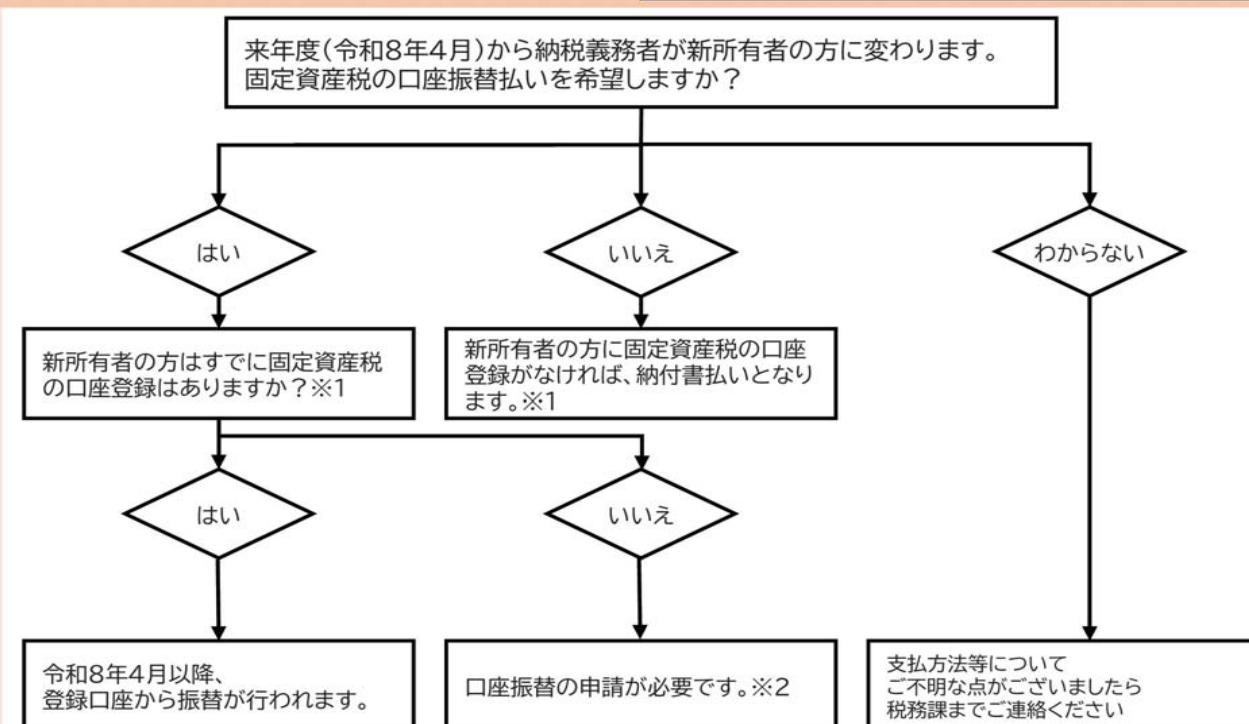 来年度(令和8年4月)から納税義務者が新所有者の方に変わります。
固定資産税の口座振替払いを希望しますか？
はい
いいえ
わからない
新所有者の方はすでに固定資産税
の口座登録はありますか？※1
新所有者の方に固定資産税の口座
登録がなければ、納付書払いとなり
ます。※1
はい
いいえ
令和8年4月以降、
登録口座から振替が行われます。
口座振替の申請が必要です。※2
支払方法等について
ご不明な点がございましたら
税務課までご連絡ください